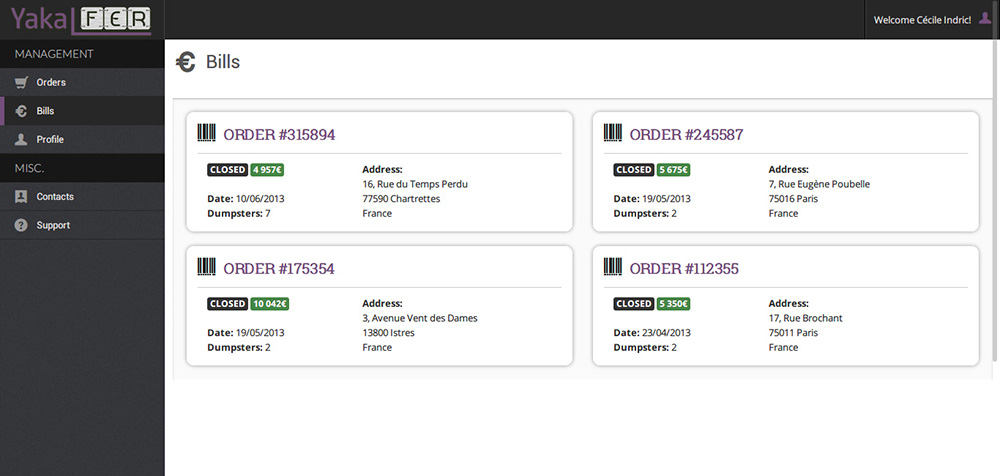 Yakal FER
Welcome Cécile Indric!
MANAGEMENT
Orders
€ Bills
Profile
MISC.
Contacts
? Support
€ Bills
ORDER #315894
CLOSED 4 957€
Date: 10/06/2013
Dumpsters: 7
Address:
16, Rue du Temps Perdu
77590 Chartrettes
France
ORDER #245587
CLOSED 5 675€
Date: 19/05/2013
Dumpsters: 2
Address:
7, Rue Eugène Poubelle
75016 Paris
France
ORDER #175354
CLOSED 10 042€
Date: 19/05/2013
Dumpsters: 2
Address:
3, Avenue Vent des Dames
13800 Istres
France
ORDER #112355
CLOSED 5 350€
Date: 23/04/2013
Dumpsters: 2
Address:
17, Rue Brochant
75011 Paris
France